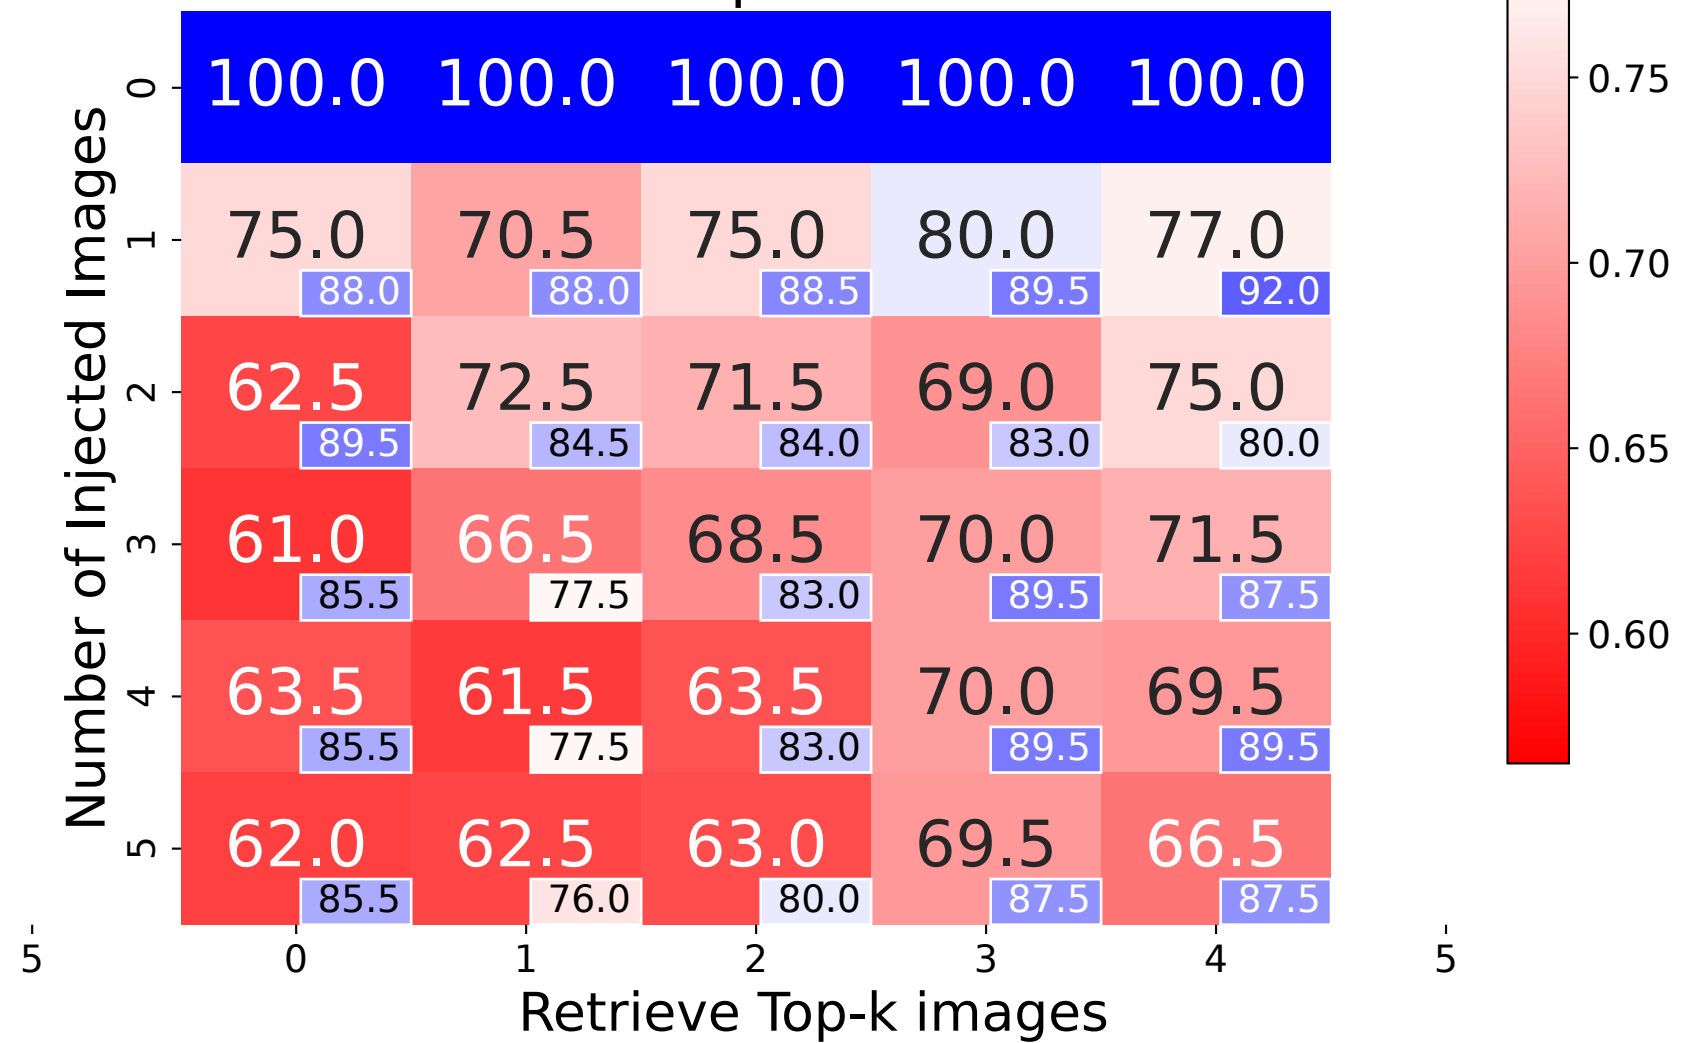 100.0 100.0 100.0 100.0 100.0
0
75.0 70.5 75.0 80.0 77.0
1
88.0 88.0 88.5 89.5 92.0
62.5 72.5 71.5 69.0 75.0
2
89.5 84.5 84.0 83.0 80.0
61.0 66.5 68.5 70.0 71.5
3
85.5 77.5 83.0 89.5 87.5
63.5 61.5 63.5 70.0 69.5
4
85.5 77.5 83.0 89.5 89.5
62.0 62.5 63.0 69.5 66.5
5
85.5 76.0 80.0 87.5 87.5
Number of Injected Images
5 0 1 2 3 4 5
Retrieve Top-k images
0.75
0.70
0.65
0.60